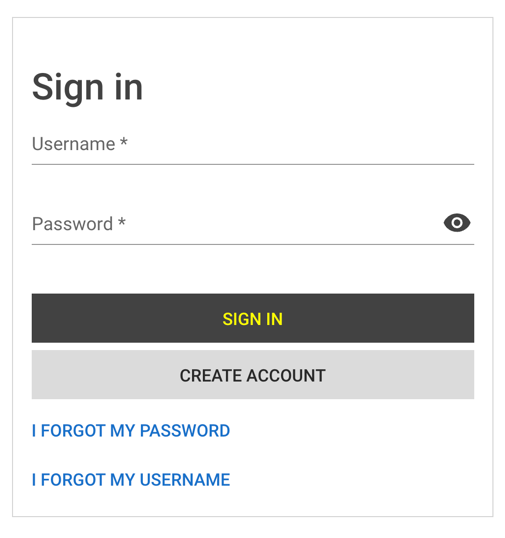 Sign in
Username *
Password *
SIGN IN
CREATE ACCOUNT
I FORGOT MY PASSWORD
I FORGOT MY USERNAME